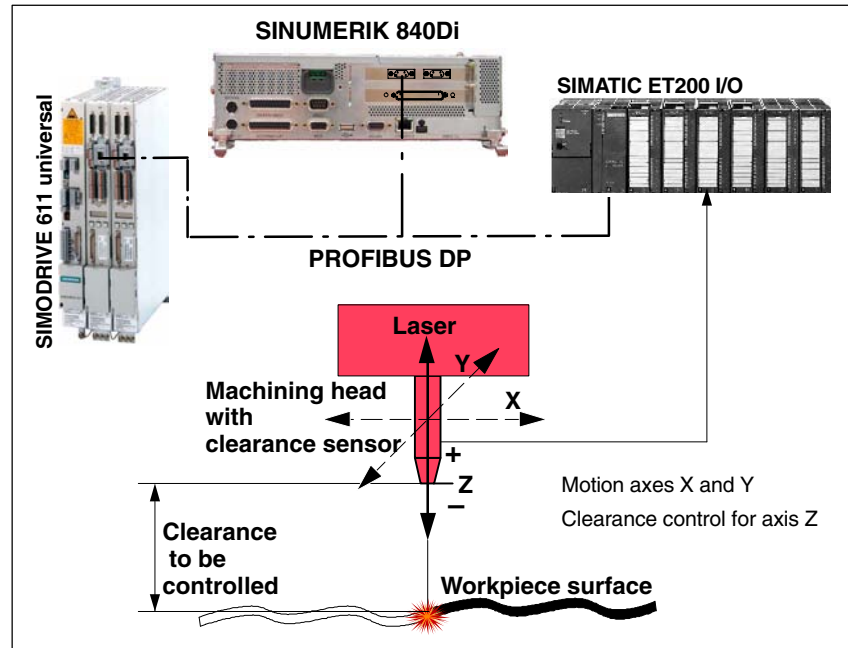 SINUMERIK 840Di
SIMATIC ET200 I/O
SIMODRIVE 611 universal
PROFIBUS DP
Laser
Y
Machining head
with
clearance sensor
X
+
Z
–
Motion axes X and Y
Clearance control for axis Z
Clearance
to be
controlled
Workpiece surface